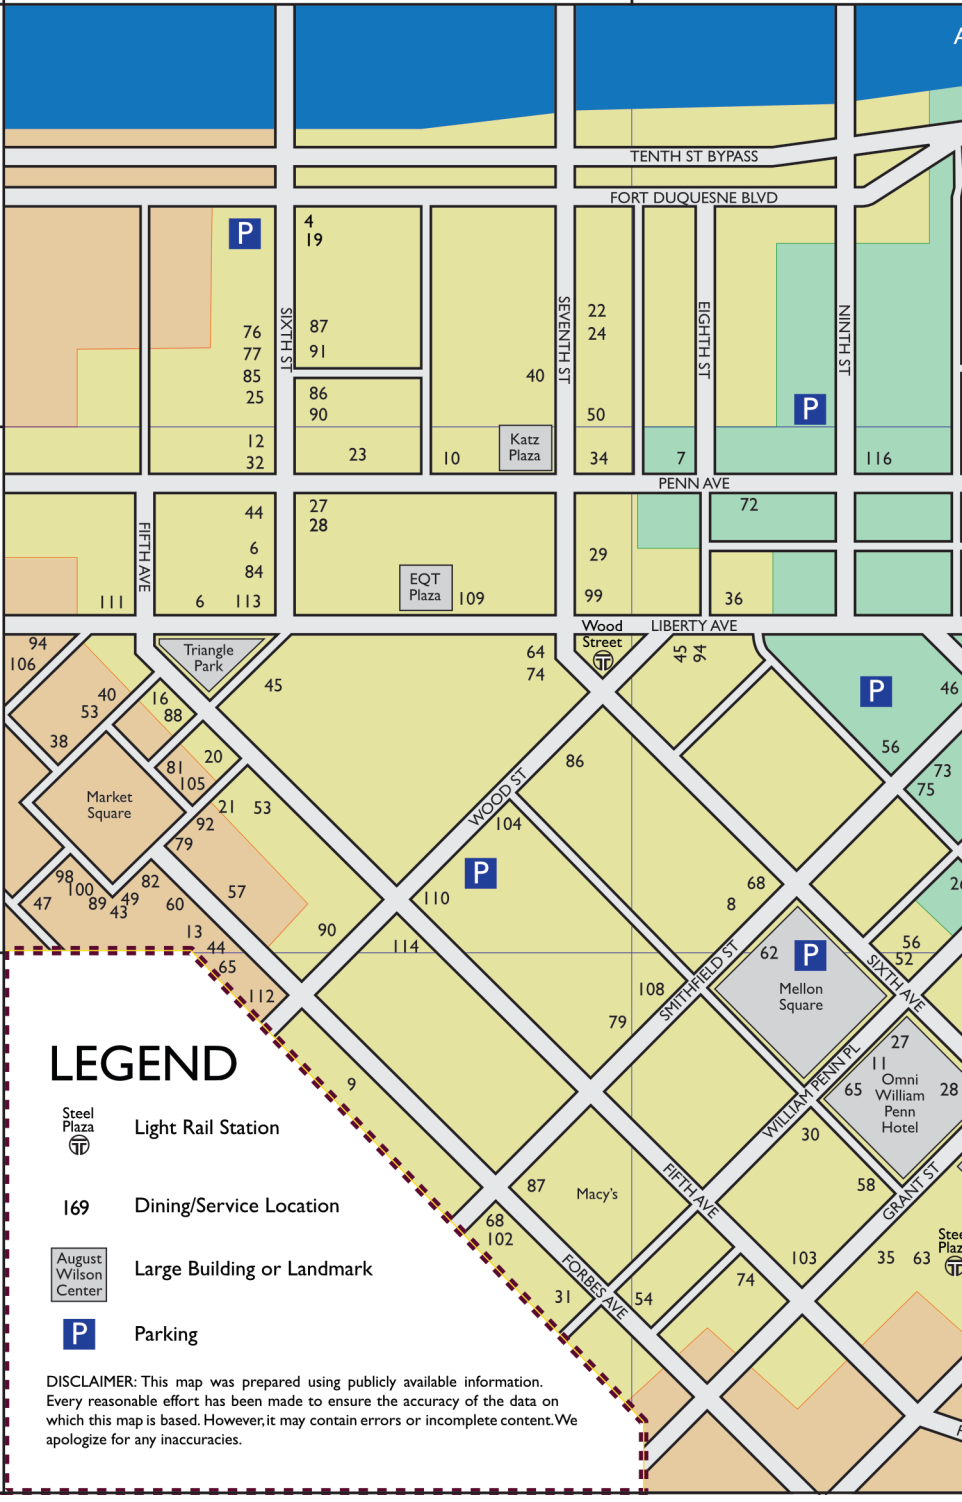 A
TENTH ST BYPASS
FORT DUQUESNE BLVD
P
4
19
SIXTH ST
SEVENTH ST
EIGHTH ST
NINTH ST
22
24
76
87
77
91
85
40
25
86
90
50
P
12
32
23
10
Katz
Plaza
34
7
116
PENN AVE
FIFTH AVE
44
27
28
72
6
84
29
EQT
Plaza
109
99
36
111
6
113
Wood
Street
LIBERTY AVE
94
106
Triangle
Park
64
74
45
94
45
P
46
40
53
16
88
38
20
56
81
105
86
73
75
Market
Square
21
53
WOOD ST
92
104
79
P
98
100
82
57
110
68
26
47
89
43
49
60
8
13
90
44
114
65
56
52
62
P
SIXTH AVE
112
108
SMITHFIELD ST
Mellon
Square
79
27
11
LEGEND
9
WILLIAM PENN PL
65
Omni
William
Penn
Hotel
28
Steel
Plaza
Light Rail Station
30
87
Macy's
FIFTH AVE
58
GRANT ST
169
Dining/Service Location
68
102
103
35
63
August
Wilson
Center
Large Building or Landmark
FORBES AVE
74
31
54
P
Parking
DISCLAIMER: This map was prepared using publicly available information.
Every reasonable effort has been made to ensure the accuracy of the data on
which this map is based. However, it may contain errors or incomplete content. We
apologize for any inaccuracies.